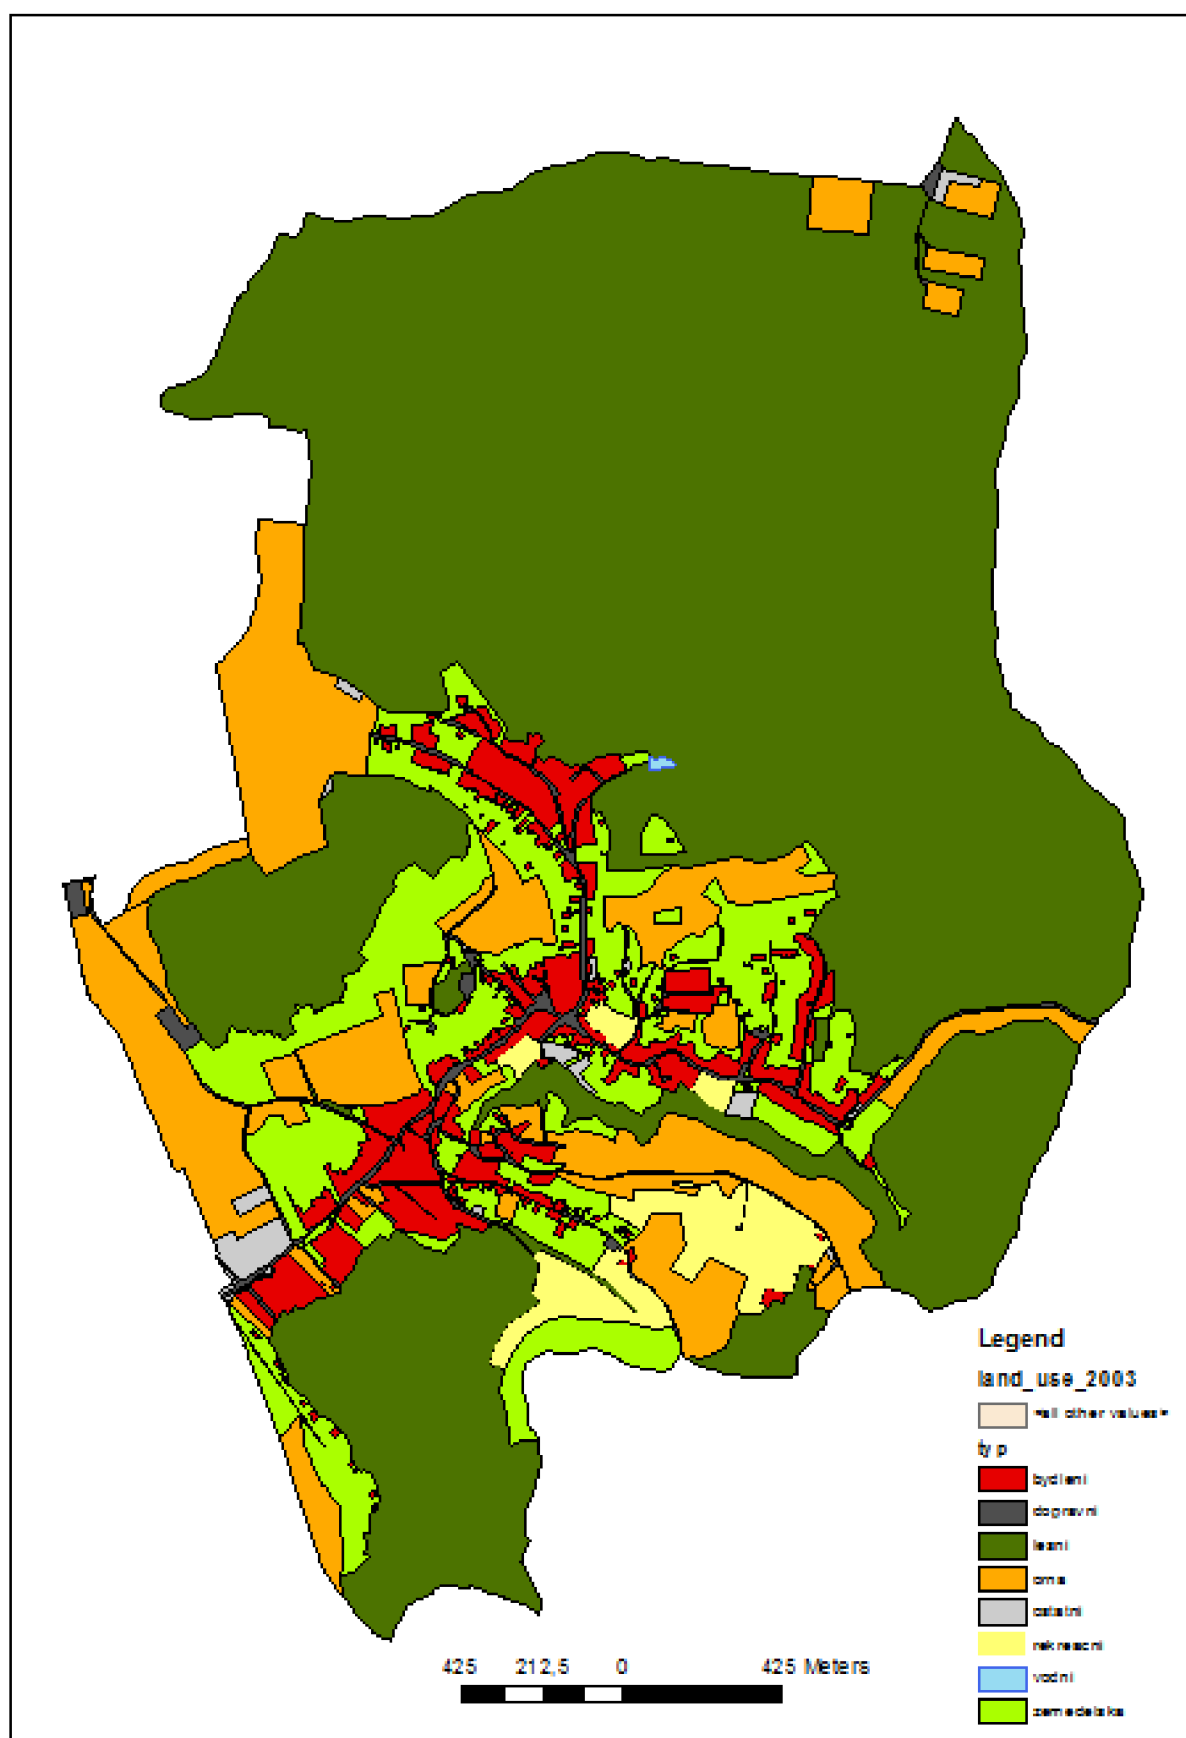 Legend
land_use_2003
<all other values>
typ
bydleni
dopravni
lesni
orna
ostatni
rekreacni
vodni
zemedelska
425 212,5 0 425 Meters